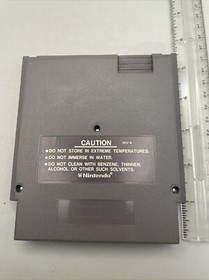 CAUTION
• DO NOT STORE IN EXTREME TEMPERATURES.
• DO NOT IMMERSE IN WATER.
• DO NOT CLEAN WITH BENZENE, THINNER,
ALCOHOL OR OTHER SUCH SOLVENTS.
Nintendo